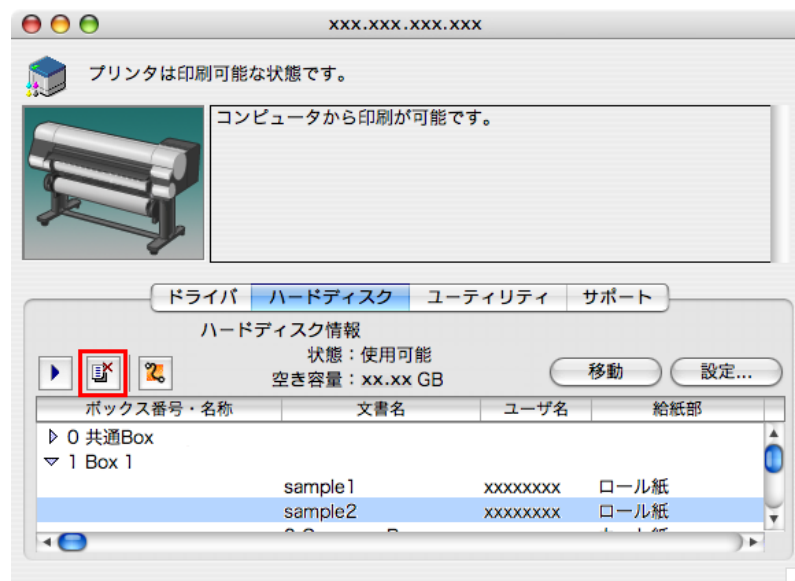 xxx.xxx.xxx.xxx
プリンタは印刷可能な状態です。
コンピュータから印刷が可能です。
ドライバ ハードディスク ユーティリティ サポート
ハードディスク情報
状態：使用可能
空き容量：xx.xx GB
移動 設定...
ボックス番号・名称 文書名 ユーザ名 給紙部
0 共通Box
1 Box 1
sample1 xxxxxxxx ロール紙
sample2 xxxxxxxx ロール紙